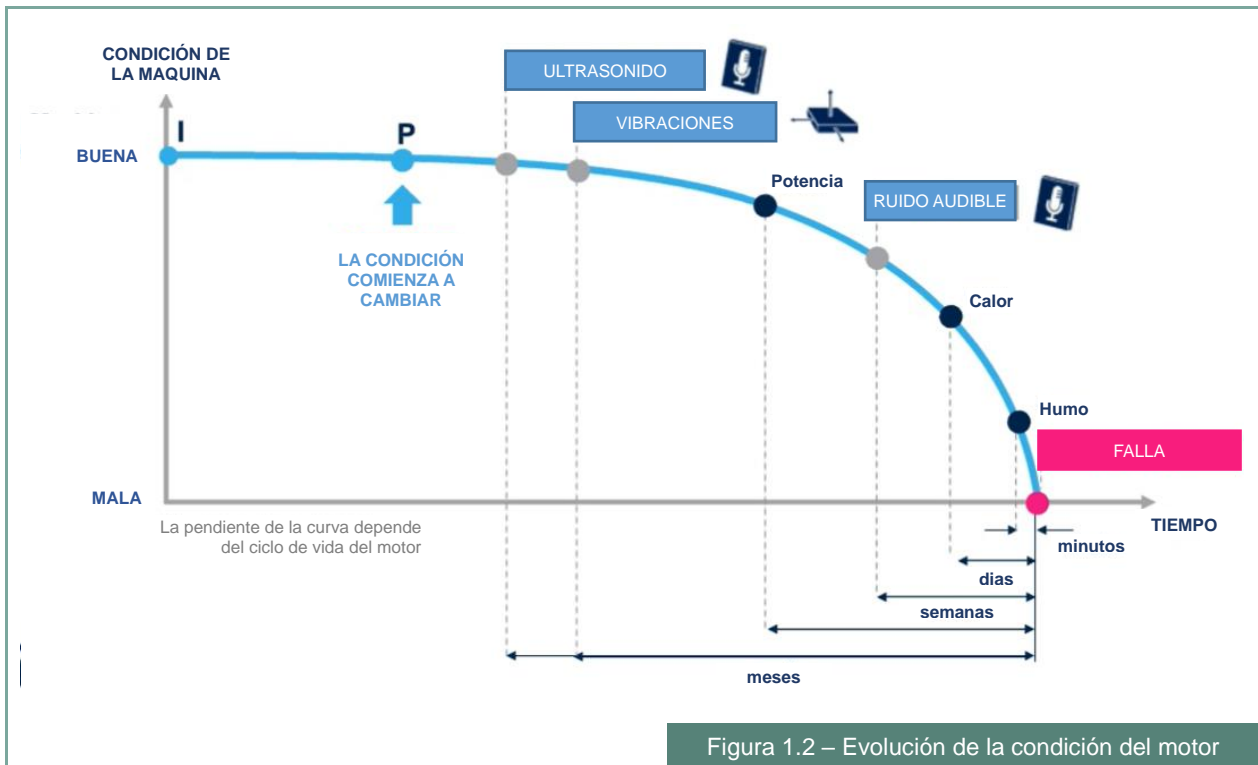 CONDICIÓN DE
LA MAQUINA
ULTRASONIDO
VIBRACIONES
I
P
BUENA
Potencia
RUIDO AUDIBLE
LA CONDICIÓN
COMIENZA A
CAMBIAR
Calor
Humo
FALLA
MALA
La pendiente de la curva depende
del ciclo de vida del motor
TIEMPO
minutos
dias
semanas
meses
Figura 1.2 – Evolución de la condición del motor